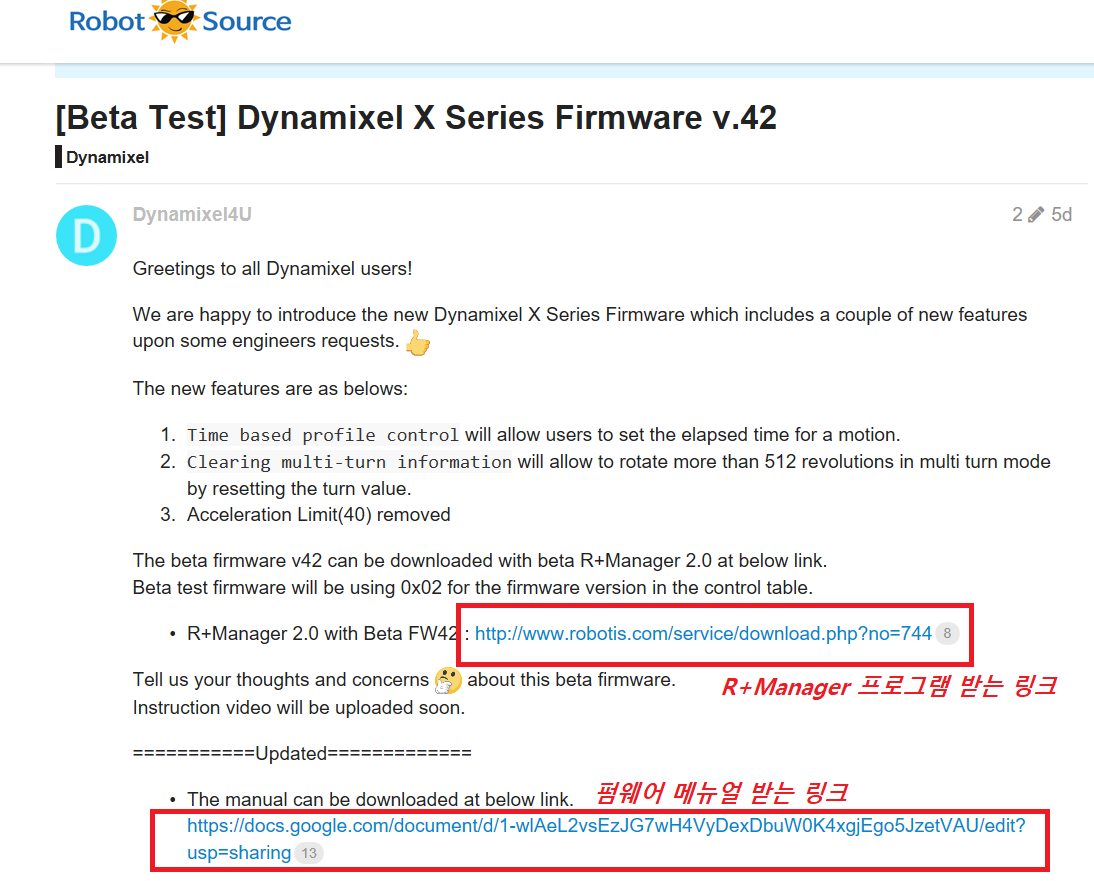 Robot Source
[Beta Test] Dynamixel X Series Firmware v.42
Dynamixel
D
Dynamixel4U
2 5d
Greetings to all Dynamixel users!
We are happy to introduce the new Dynamixel X Series Firmware which includes a couple of new features
upon some engineers requests.
The new features are as belows:
1. Time based profile control will allow users to set the elapsed time for a motion.
2. Clearing multi-turn information will allow to rotate more than 512 revolutions in multi turn mode
by resetting the turn value.
3. Acceleration Limit(40) removed
The beta firmware v42 can be downloaded with beta R+Manager 2.0 at below link.
Beta test firmware will be using 0x02 for the firmware version in the control table.
• R+Manager 2.0 with Beta FW42 : http://www.robotis.com/service/download.php?no=744 8
Tell us your thoughts and concerns about this beta firmware.
R+Manager 프로그램 받는 링크
Instruction video will be uploaded soon.
===========Updated=============
• The manual can be downloaded at below link.
펌웨어 메뉴얼 받는 링크
https://docs.google.com/document/d/1-wlAeL2vsEzJG7wH4VyDexDbuW0K4xgjEgo5JzetVAU/edit?
usp=sharing 13